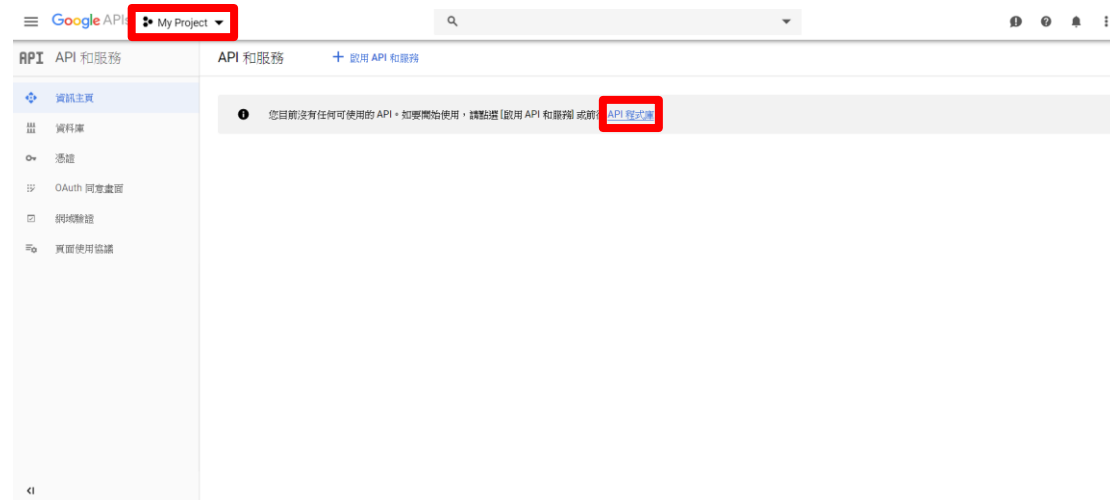 Google APIs My Project
API API 和服務
API 和服務 + 啟用 API 和服務
資訊主頁
您目前沒有任何可使用的 API。如要開始使用，請點選 [啟用 API 和服務] 或前往 API 程式庫
資料庫
憑證
OAuth 同意畫面
網域驗證
頁面使用協議